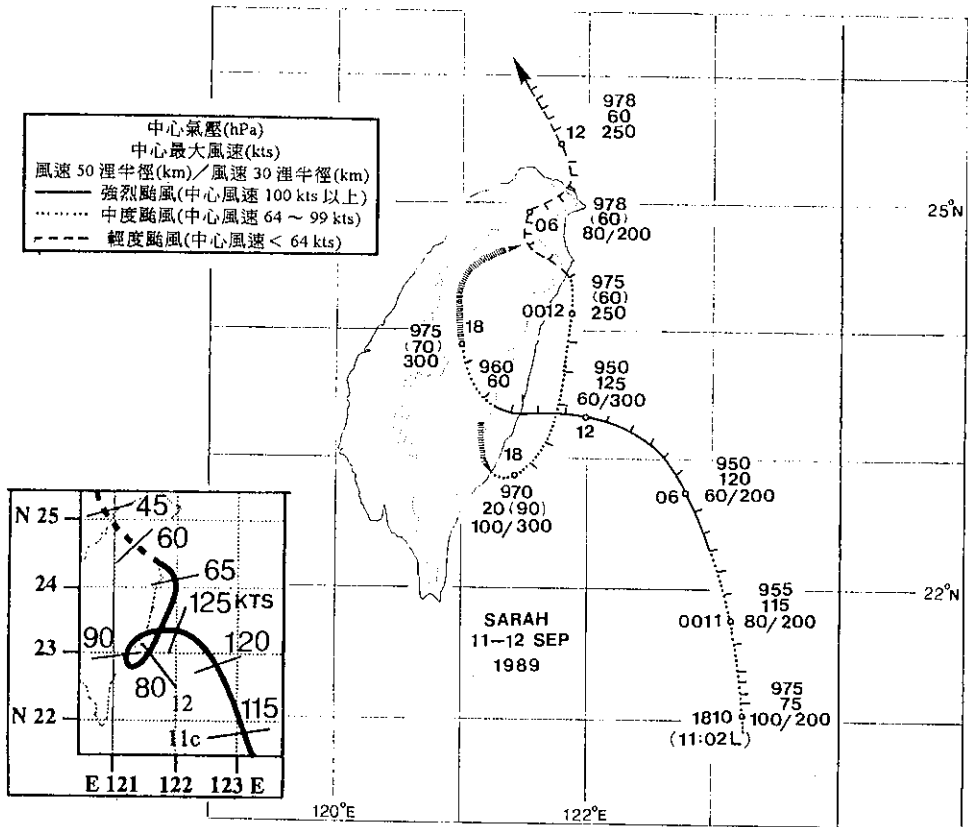 中心氣壓(hPa)
中心最大風速(kts)
風速 50 浬半徑(km)／風速 30 浬半徑(km)
強烈颱風(中心風速 100 kts 以上)
中度颱風(中心風速 64 ～ 99 kts)
輕度颱風(中心風速 < 64 kts)
978
60
250
12
25°N
06
978
(60)
80/200
975
(60)
250
0012
18
975
(70)
300
960
60
950
125
60/300
12
18
970
20(90)
100/300
950
120
60/200
06
22°N
955
115
80/200
0011
975
75
100/200
1810
(11:02L)
SARAH
11–12 SEP
1989
120°E
122°E
N 25
24
23
N 22
45
60
65
125 KTS
90
120
80
12
115
11c
E 121
122
123 E